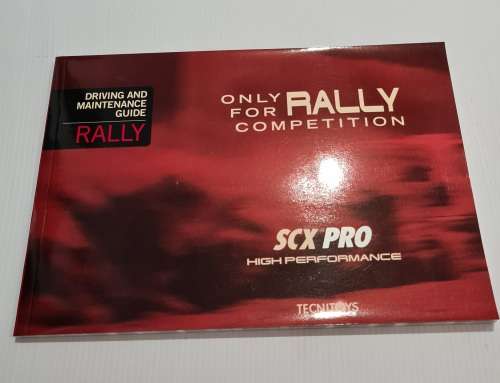 DRIVING AND
MAINTENANCE
GUIDE
RALLY
ONLY
FOR RALLY
COMPETITION
SCX PRO
HIGH PERFORMANCE
TECNITOYS